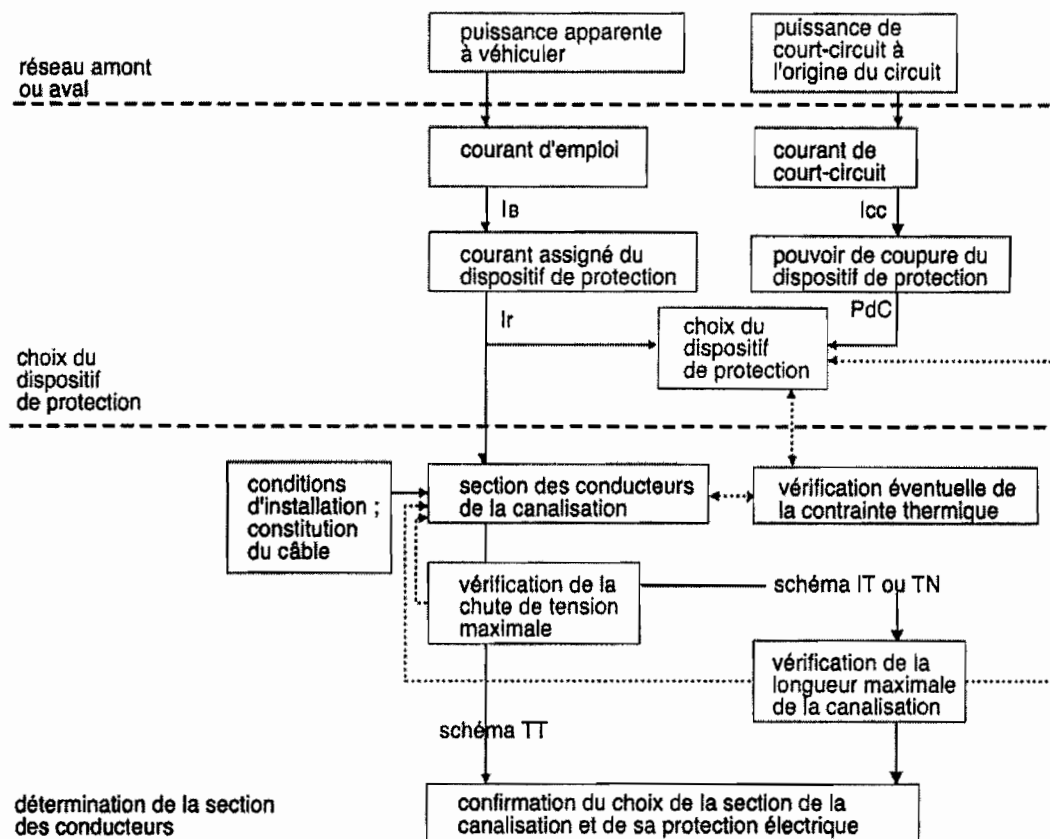 puissance apparente
à véhiculer
puissance de
court-circuit à
l'origine du circuit
réseau amont
ou aval
courant d'emploi
courant de
court-circuit
IB
Icc
courant assigné du
dispositif de protection
pouvoir de coupure du
dispositif de protection
Ir
PdC
choix du
dispositif
de protection
choix du
dispositif
de protection
conditions
d'installation ;
constitution
du câble
section des conducteurs
de la canalisation
vérification éventuelle de
la contrainte thermique
vérification de la
chute de tension
maximale
schéma IT ou TN
vérification de la
longueur maximale
de la canalisation
schéma TT
détermination de la section
des conducteurs
confirmation du choix de la section de la
canalisation et de sa protection électrique